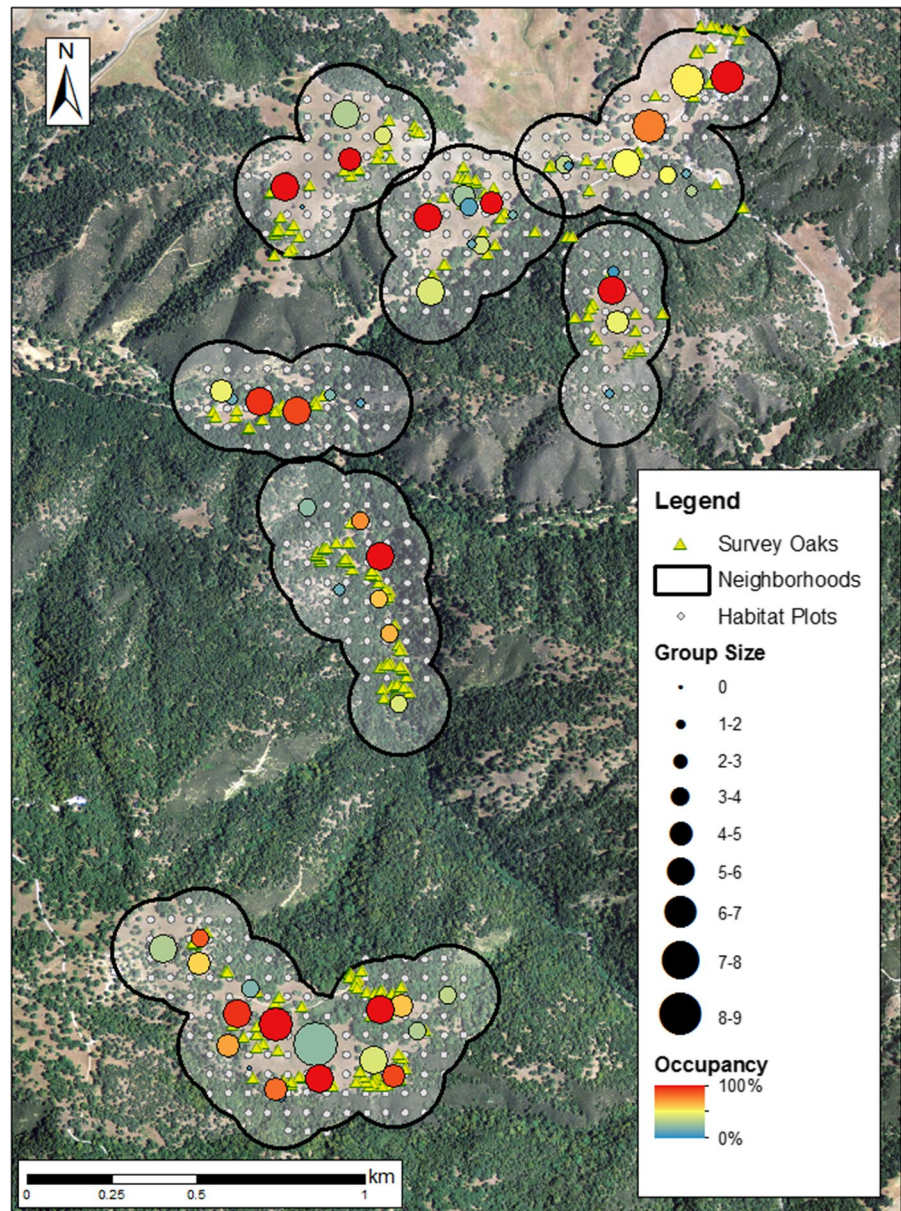 N
Legend
Survey Oaks
Neighborhoods
Habitat Plots
Group Size
0
1-2
2-3
3-4
4-5
5-6
6-7
7-8
8-9
Occupancy
100%
0%
km
0 0.25 0.5 1